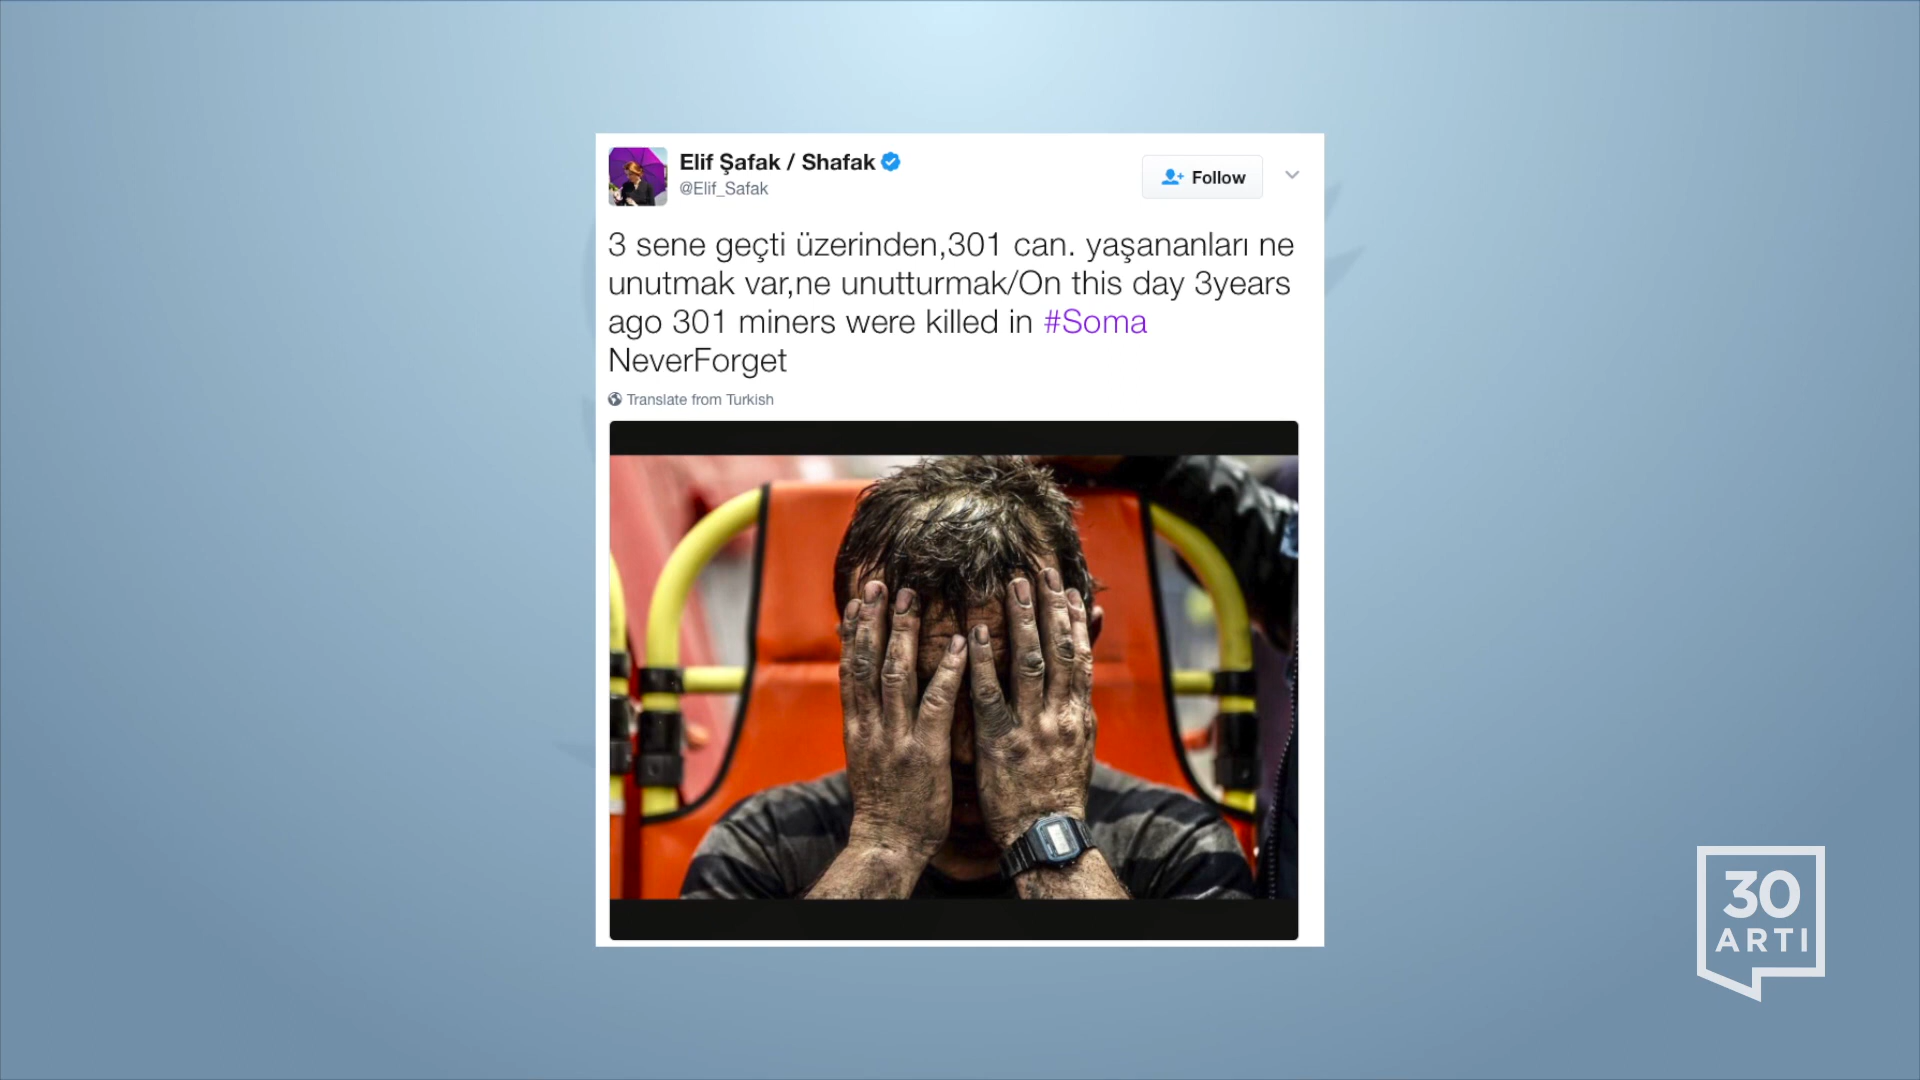 Elif Şafak / Shafak
@Elif_Safak
Follow
3 sene geçti üzerinden,301 can. yaşananları ne
unutmak var,ne unutturmak/On this day 3years
ago 301 miners were killed in #Soma
NeverForget
Translate from Turkish
30
ARTI